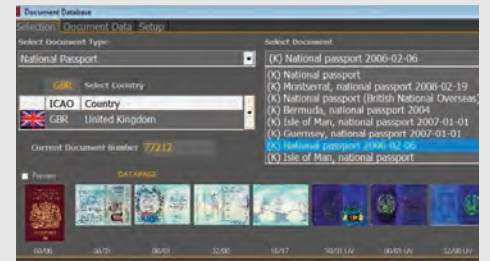 Document Database
Selection Document Data Setup
Select Document Type:
National Passport
GBR Select Country
ICAO Country
GBR United Kingdom
Current Document Number 77212
Select Document
(K) National passport 2006-02-06
(K) National passport
(K) Montserrat, national passport 2008-02-19
(K) National passport (British National Overseas)
(K) Bermuda, national passport 2004
(K) Isle of Man, national passport 2007-01-01
(K) Guernsey, national passport 2007-01-01
(K) National passport 2006-02-06
(K) Isle of Man, national passport
Preview
DATAPAGE